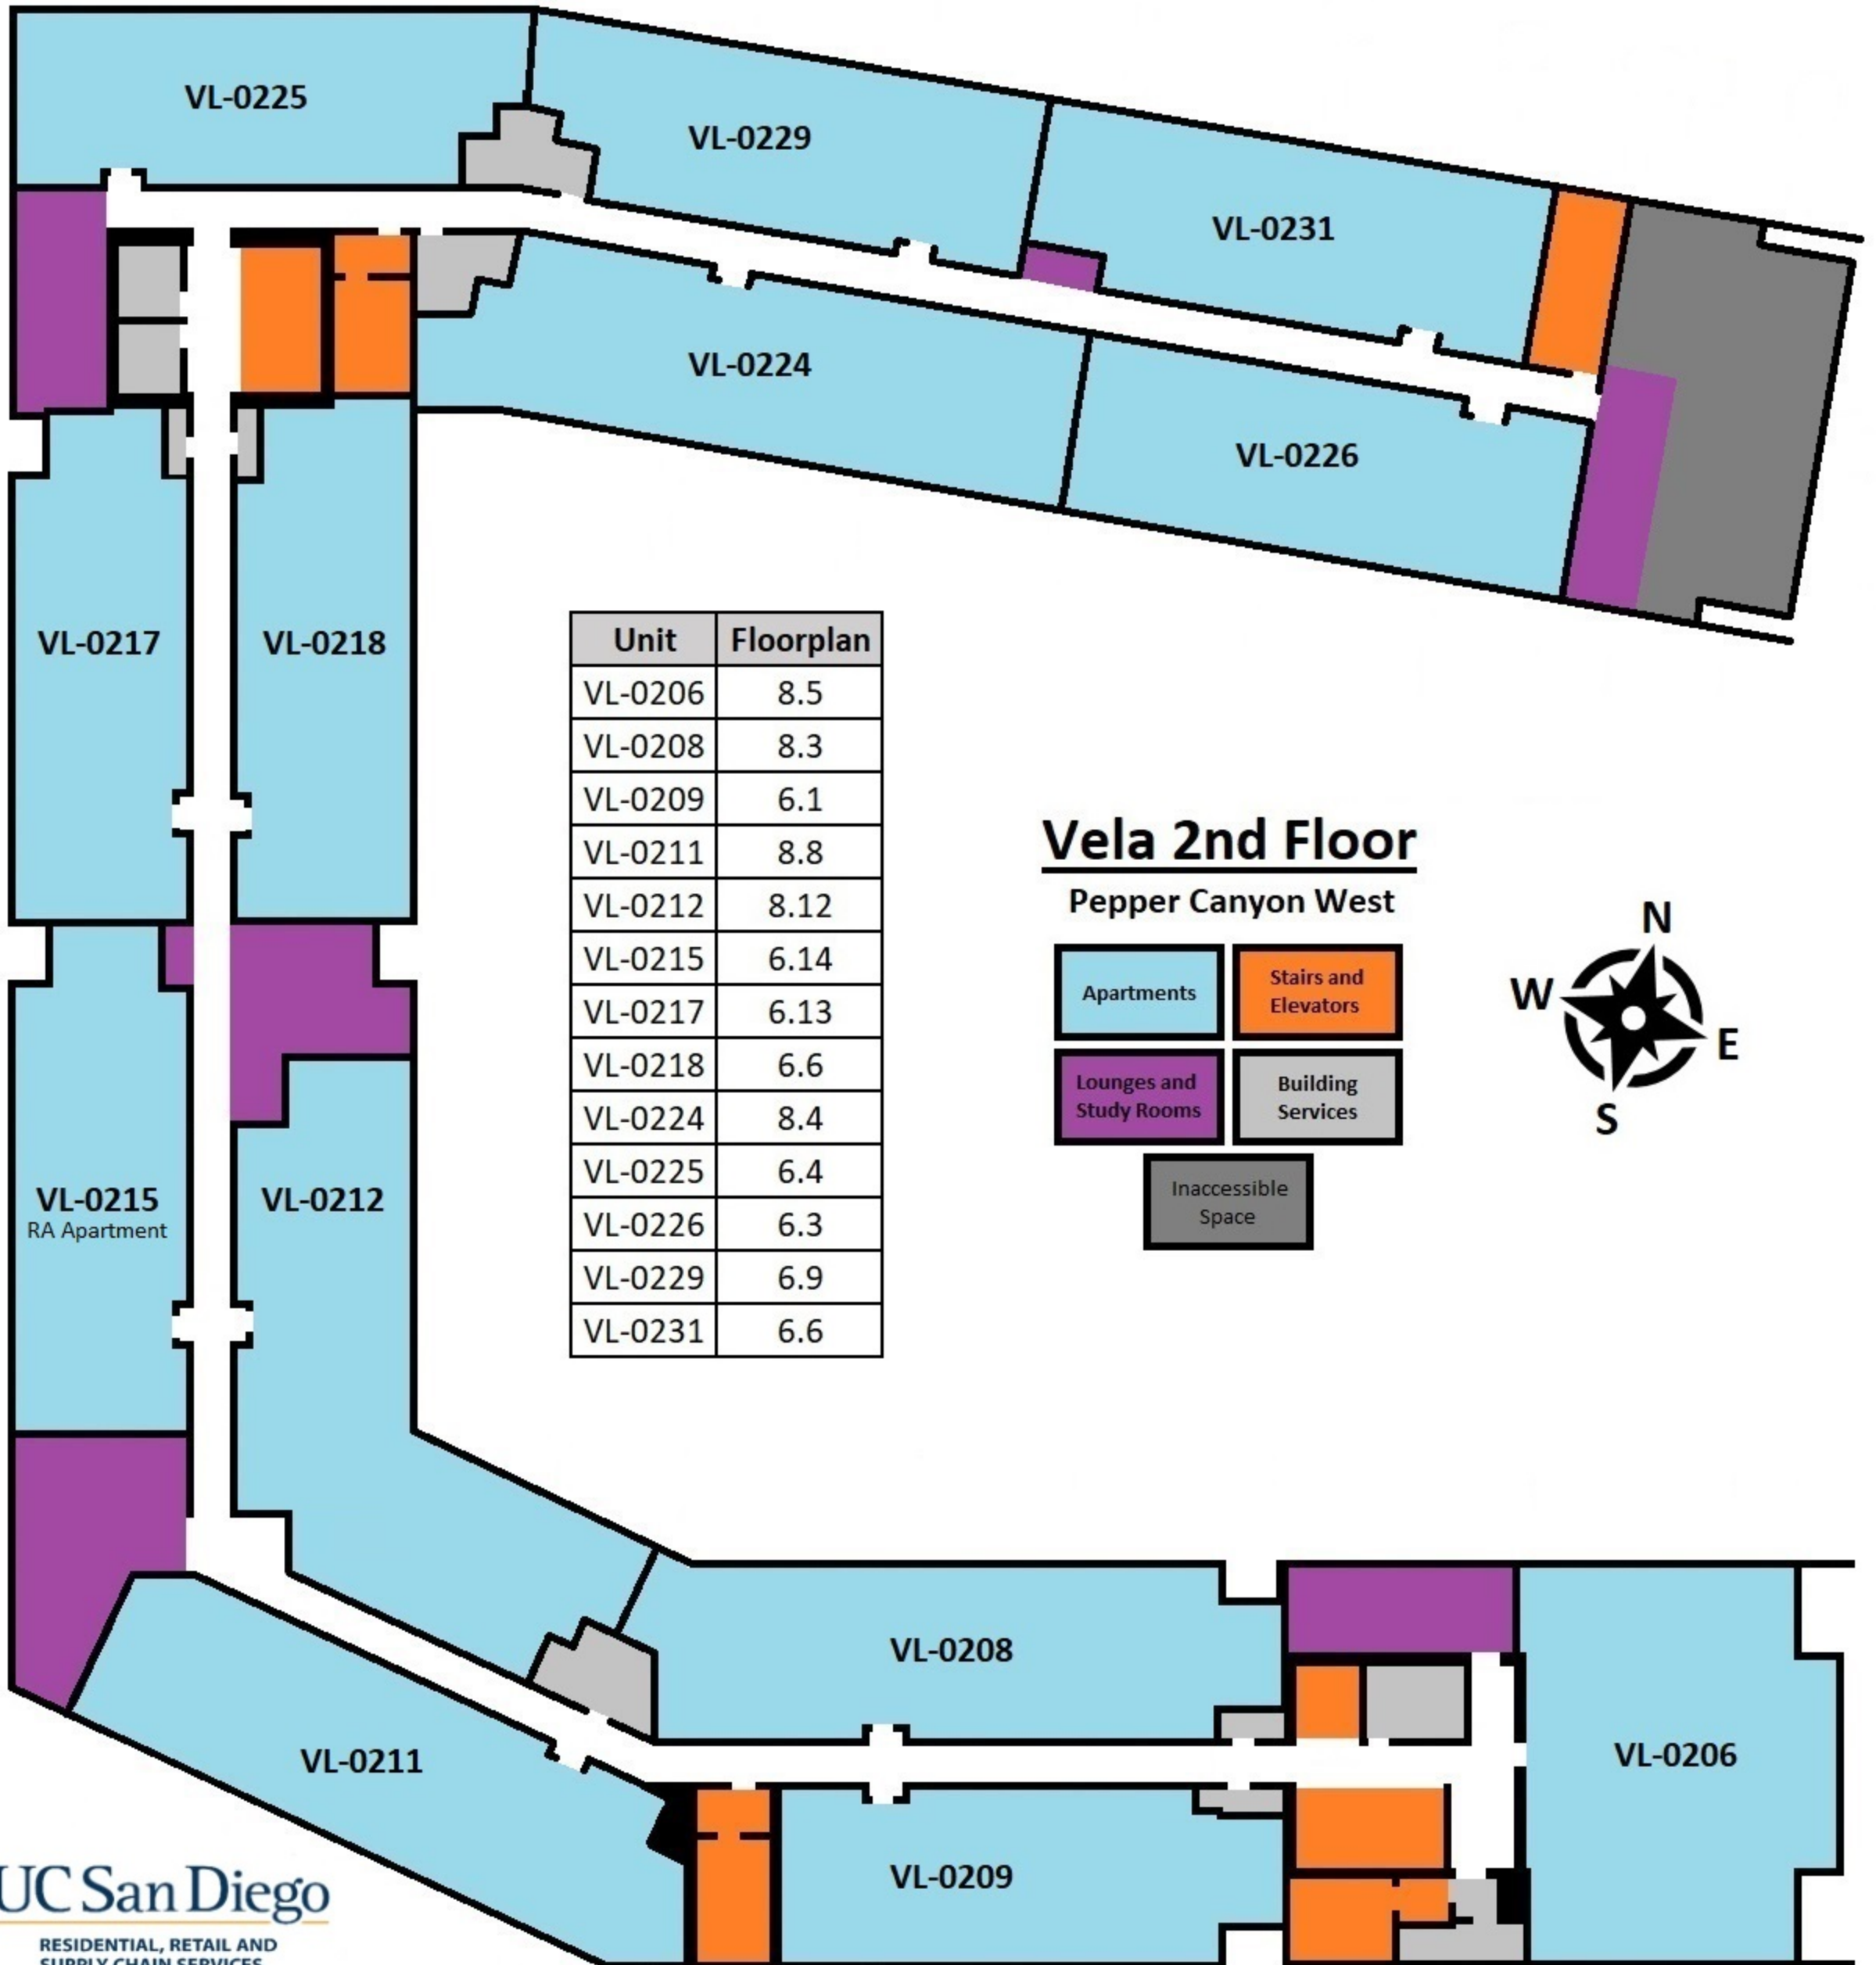 VL-0225
VL-0229
VL-0231
VL-0224
VL-0226
VL-0217
VL-0218
Unit Floorplan
VL-0206 8.5
VL-0208 8.3
VL-0209 6.1
VL-0211 8.8
VL-0212 8.12
VL-0215 6.14
VL-0217 6.13
VL-0218 6.6
VL-0224 8.4
VL-0225 6.4
VL-0226 6.3
VL-0229 6.9
VL-0231 6.6
Vela 2nd Floor
Pepper Canyon West
Apartments
Stairs and
Elevators
Lounges and
Study Rooms
Building
Services
Inaccessible
Space
N
W
E
S
VL-0215
RA Apartment
VL-0212
VL-0208
VL-0206
VL-0211
VL-0209
UC San Diego
RESIDENTIAL, RETAIL AND
SUPPLY CHAIN SERVICES